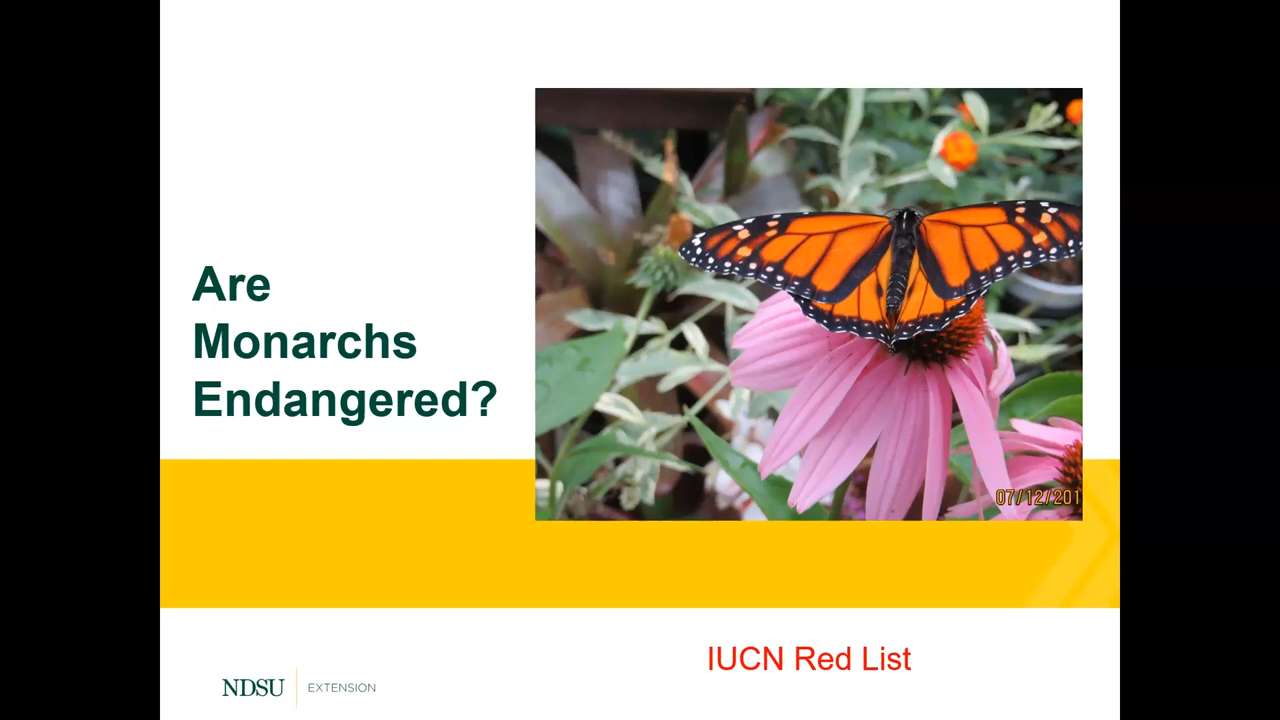 Are
Monarchs
Endangered?
07/12/201
IUCN Red List
NDSU EXTENSION